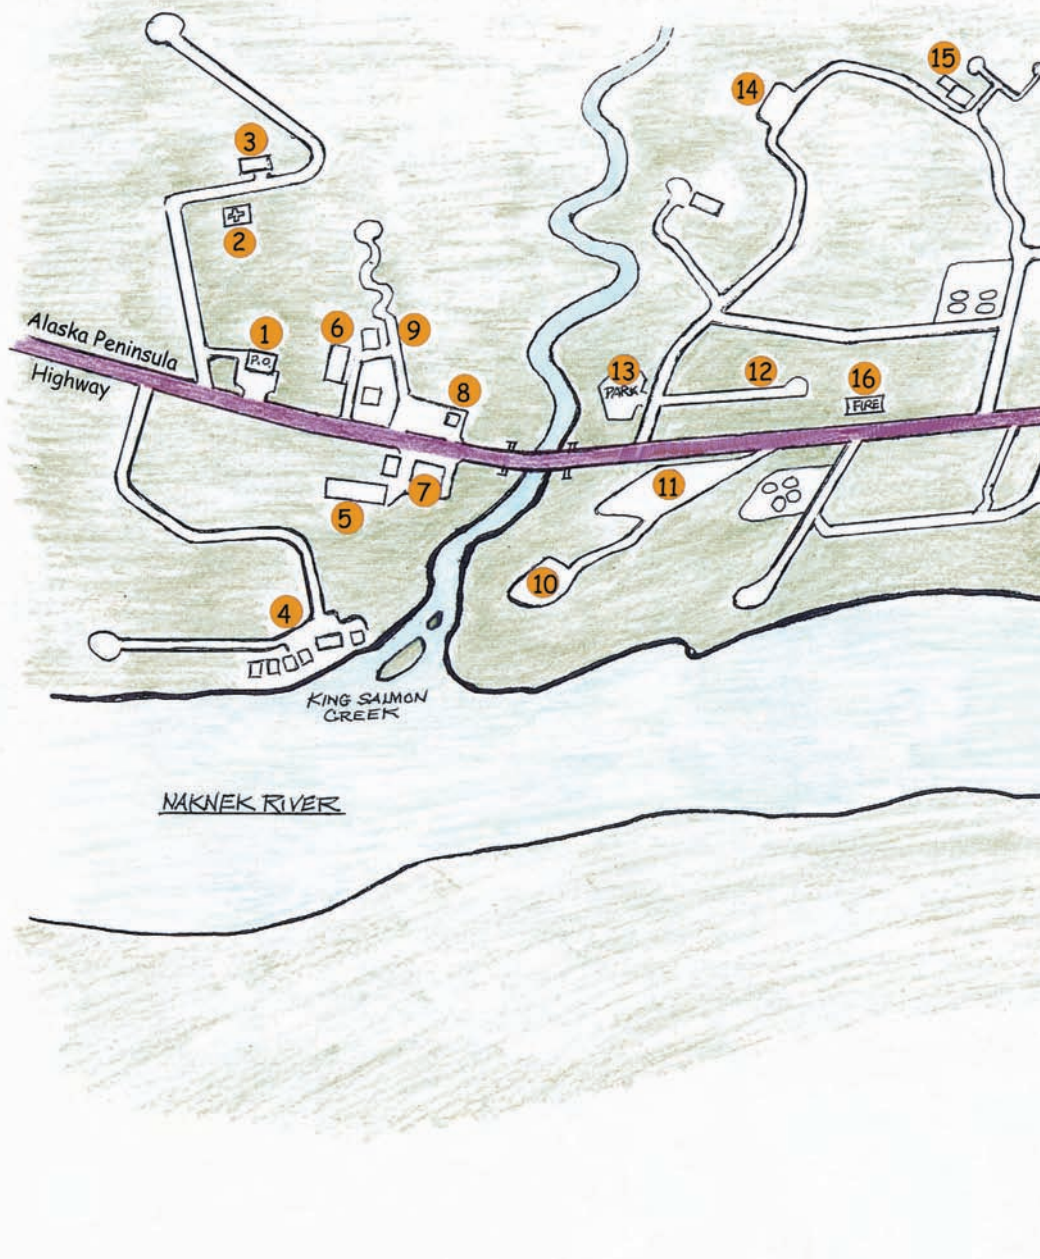 15
14
3
2
Alaska Peninsula
Highway
1
P.O.
6
9
8
13
PARK
12
16
FIRE
5
7
11
10
4
KING SALMON
CREEK
NAKNEK RIVER